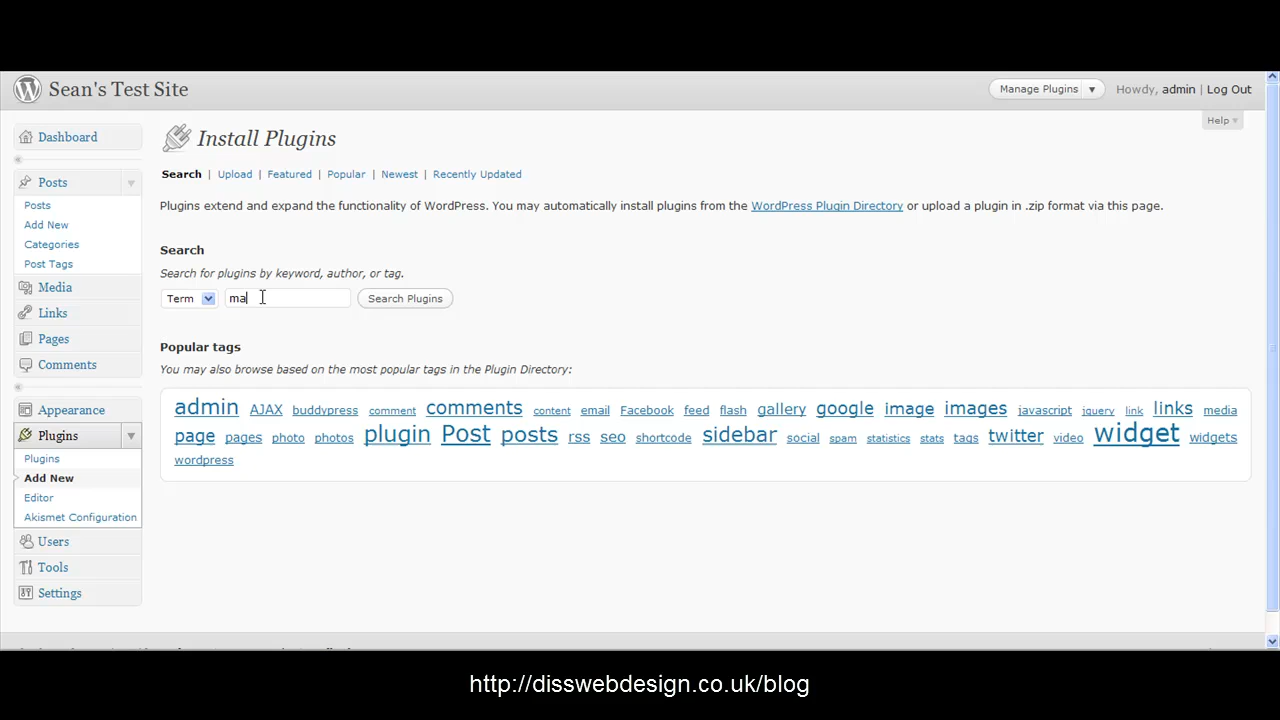 Sean's Test Site
Manage Plugins
Howdy, admin | Log Out
Help
Dashboard
Posts
Posts
Add New
Categories
Post Tags
Media
Links
Pages
Comments
Appearance
Plugins
Plugins
Add New
Editor
Akismet Configuration
Users
Tools
Settings
Install Plugins
Search | Upload | Featured | Popular | Newest | Recently Updated
Plugins extend and expand the functionality of WordPress. You may automatically install plugins from the WordPress Plugin Directory or upload a plugin in .zip format via this page.
Search
Search for plugins by keyword, author, or tag.
Term ma Search Plugins
Popular tags
You may also browse based on the most popular tags in the Plugin Directory:
admin AJAX buddypress comment comments content email Facebook feed flash gallery google image images javascript jquery link links media
page pages photo photos plugin Post posts rss seo shortcode sidebar social spam statistics stats tags twitter video widget widgets
wordpress
http://disswebdesign.co.uk/blog